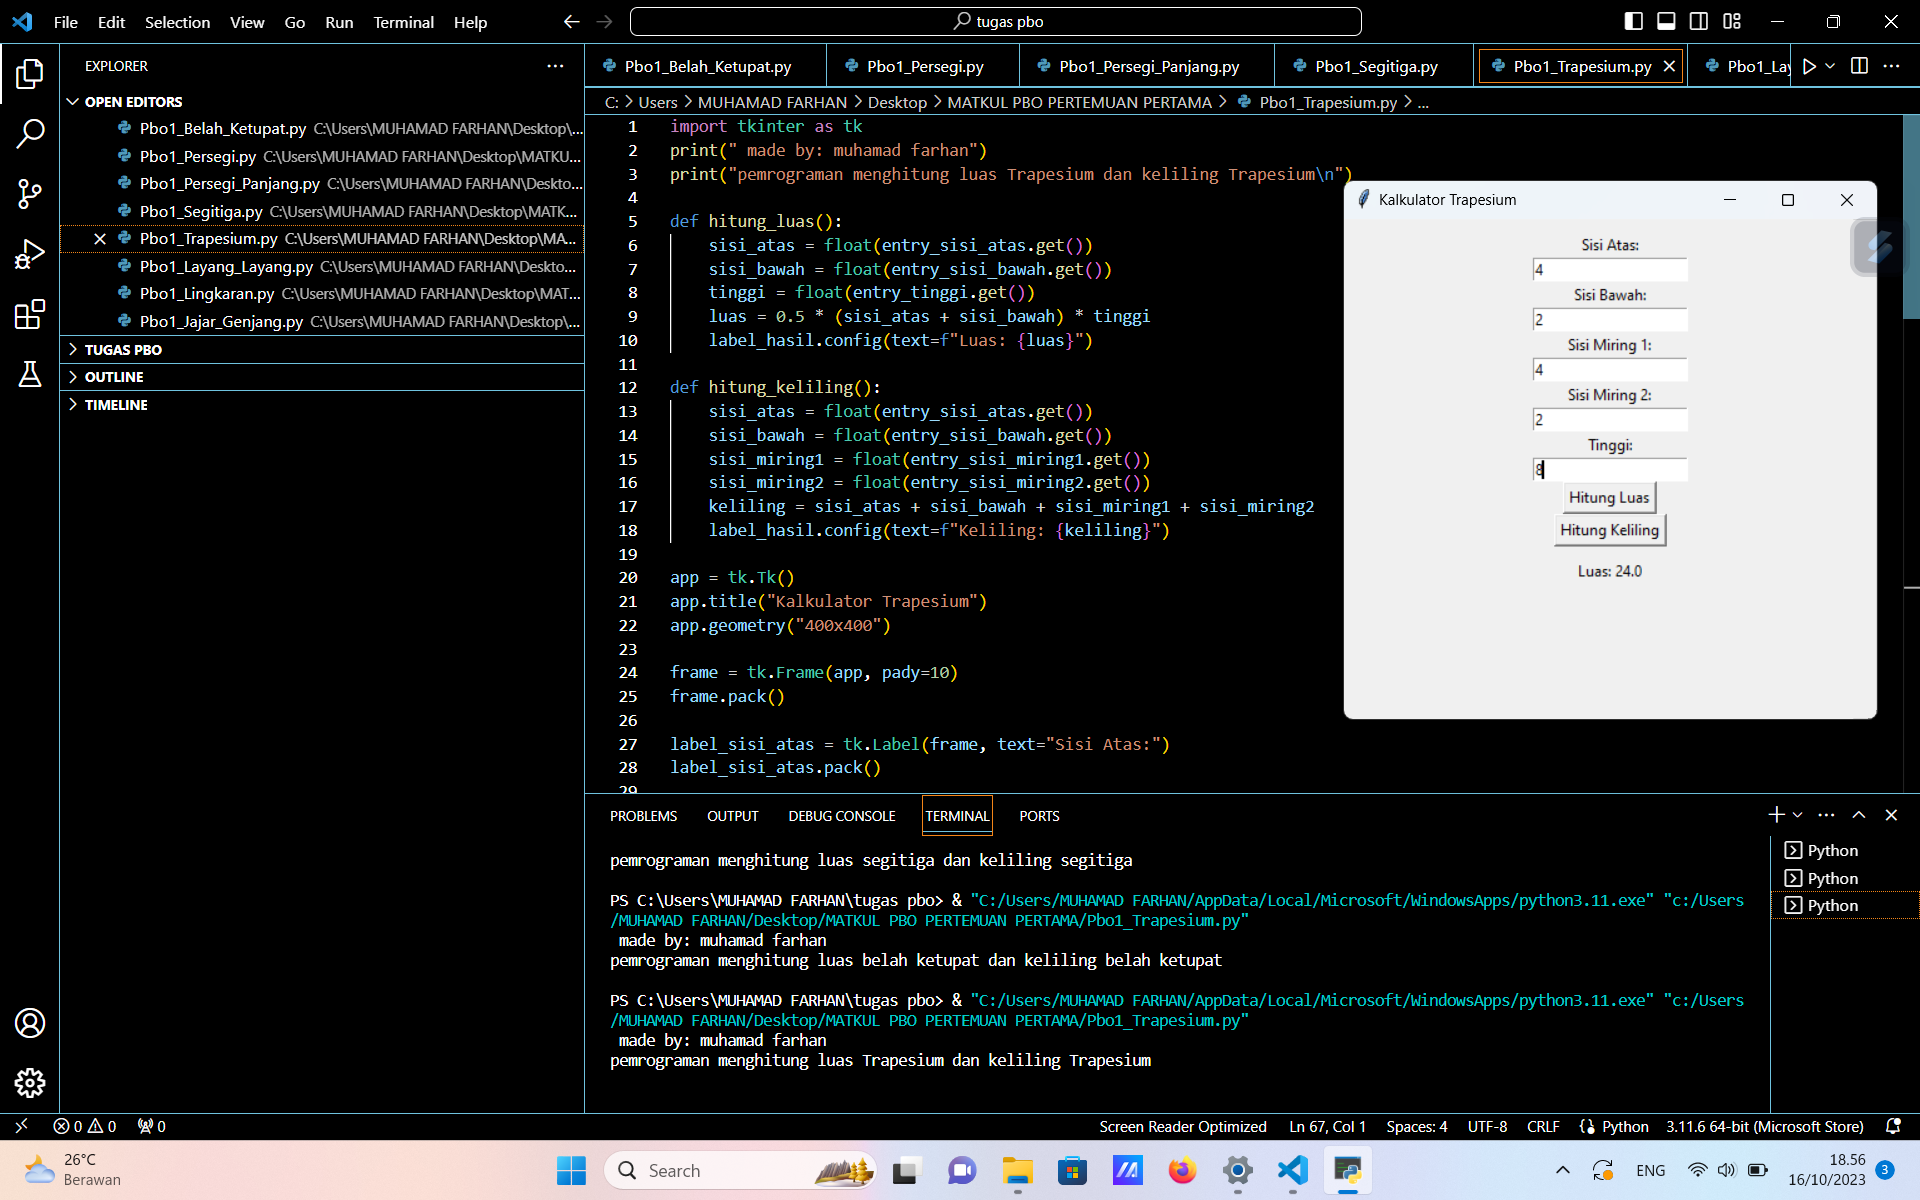 File Edit Selection View Go Run Terminal Help
tugas pbo
EXPLORER
OPEN EDITORS
Pbo1_Belah_Ketupat.py C:\Users\MUHAMAD FARHAN\Desktop\...
Pbo1_Persegi.py C:\Users\MUHAMAD FARHAN\Desktop\MATKU...
Pbo1_Persegi_Panjang.py C:\Users\MUHAMAD FARHAN\Deskto...
Pbo1_Segitiga.py C:\Users\MUHAMAD FARHAN\Desktop\MATK...
Pbo1_Trapesium.py C:\Users\MUHAMAD FARHAN\Desktop\MA...
Pbo1_Layang_Layang.py C:\Users\MUHAMAD FARHAN\Deskto...
Pbo1_Lingkaran.py C:\Users\MUHAMAD FARHAN\Desktop\MAT...
Pbo1_Jajar_Genjang.py C:\Users\MUHAMAD FARHAN\Desktop\...
TUGAS PBO
OUTLINE
TIMELINE
Pbo1_Belah_Ketupat.py Pbo1_Persegi.py Pbo1_Persegi_Panjang.py Pbo1_Segitiga.py Pbo1_Trapesium.py Pbo1_Lay
C: > Users > MUHAMAD FARHAN > Desktop > MATKUL PBO PERTEMUAN PERTAMA > Pbo1_Trapesium.py > ...
1 import tkinter as tk
2 print(" made by: muhamad farhan")
3 print("pemrograman menghitung luas Trapesium dan keliling Trapesium\n")
4
5 def hitung_luas():
6 sisi_atas = float(entry_sisi_atas.get())
7 sisi_bawah = float(entry_sisi_bawah.get())
8 tinggi = float(entry_tinggi.get())
9 luas = 0.5 * (sisi_atas + sisi_bawah) * tinggi
10 label_hasil.config(text=f"Luas: {luas}")
11
12 def hitung_keliling():
13 sisi_atas = float(entry_sisi_atas.get())
14 sisi_bawah = float(entry_sisi_bawah.get())
15 sisi_miring1 = float(entry_sisi_miring1.get())
16 sisi_miring2 = float(entry_sisi_miring2.get())
17 keliling = sisi_atas + sisi_bawah + sisi_miring1 + sisi_miring2
18 label_hasil.config(text=f"Keliling: {keliling}")
19
20 app = tk.Tk()
21 app.title("Kalkulator Trapesium")
22 app.geometry("400x400")
23
24 frame = tk.Frame(app, pady=10)
25 frame.pack()
26
27 label_sisi_atas = tk.Label(frame, text="Sisi Atas:")
28 label_sisi_atas.pack()
29
Kalkulator Trapesium
Sisi Atas:
4
Sisi Bawah:
2
Sisi Miring 1:
4
Sisi Miring 2:
2
Tinggi:
8
Hitung Luas
Hitung Keliling
Luas: 24.0
PROBLEMS OUTPUT DEBUG CONSOLE TERMINAL PORTS
pemrograman menghitung luas segitiga dan keliling segitiga
PS C:\Users\MUHAMAD FARHAN\tugas pbo> & "C:/Users/MUHAMAD FARHAN/AppData/Local/Microsoft/WindowsApps/python3.11.exe" "c:/Users
/MUHAMAD FARHAN/Desktop/MATKUL PBO PERTEMUAN PERTAMA/Pbo1_Trapesium.py"
made by: muhamad farhan
pemrograman menghitung luas belah ketupat dan keliling belah ketupat
PS C:\Users\MUHAMAD FARHAN\tugas pbo> & "C:/Users/MUHAMAD FARHAN/AppData/Local/Microsoft/WindowsApps/python3.11.exe" "c:/Users
/MUHAMAD FARHAN/Desktop/MATKUL PBO PERTEMUAN PERTAMA/Pbo1_Trapesium.py"
made by: muhamad farhan
pemrograman menghitung luas Trapesium dan keliling Trapesium
Python
Python
Python
0 0 0
Screen Reader Optimized Ln 67, Col 1 Spaces: 4 UTF-8 CRLF Python 3.11.6 64-bit (Microsoft Store)
26°C
Berawan
Search
ENG
18.56
16/10/2023
3